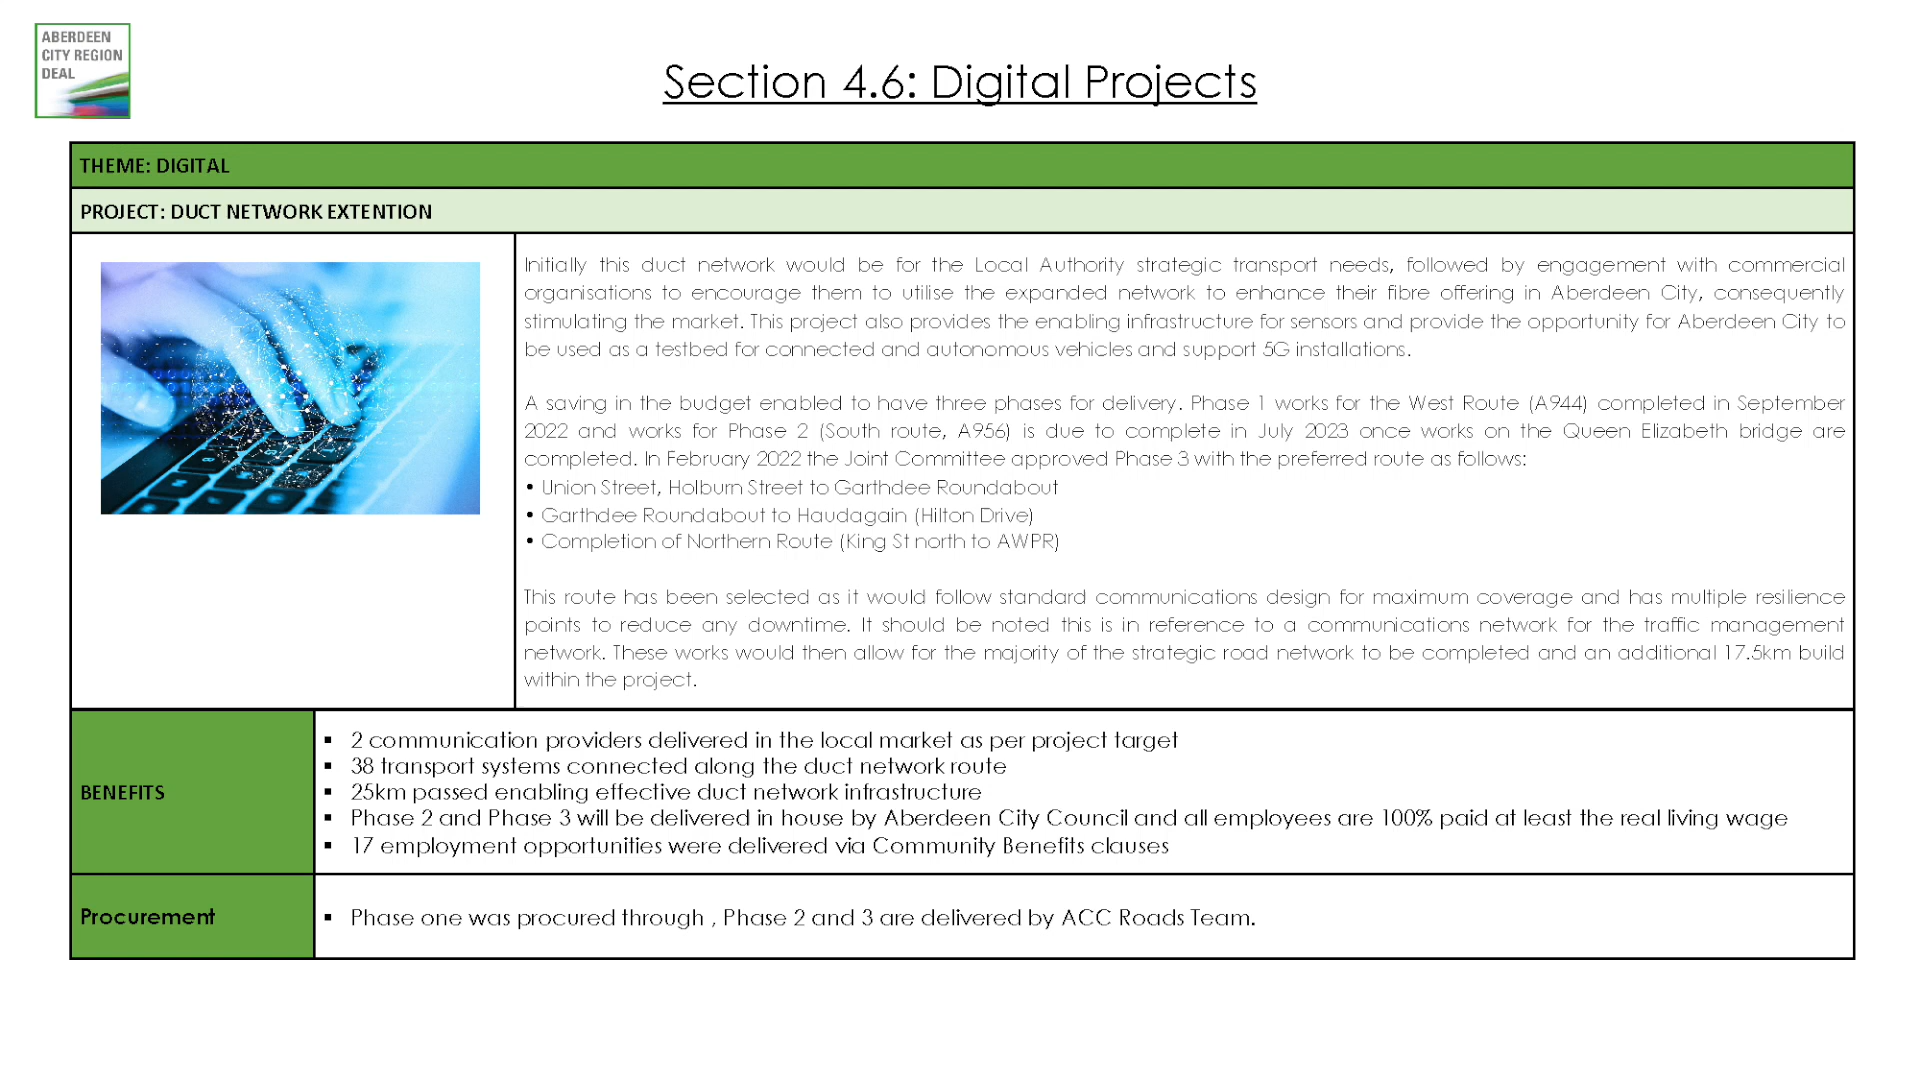 ABERDEEN
CITY REGION
DEAL
Section 4.6: Digital Projects
THEME: DIGITAL
PROJECT: DUCT NETWORK EXTENTION
Initially this duct network would be for the Local Authority strategic transport needs, followed by engagement with commercial
organisations to encourage them to utilise the expanded network to enhance their fibre offering in Aberdeen City, consequently
stimulating the market. This project also provides the enabling infrastructure for sensors and provide the opportunity for Aberdeen City to
be used as a testbed for connected and autonomous vehicles and support 5G installations.
A saving in the budget enabled to have three phases for delivery. Phase 1 works for the West Route (A944) completed in September
2022 and works for Phase 2 (South route, A956) is due to complete in July 2023 once works on the Queen Elizabeth bridge are
completed. In February 2022 the Joint Committee approved Phase 3 with the preferred route as follows:
• Union Street, Holburn Street to Garthdee Roundabout
• Garthdee Roundabout to Haudagain (Hilton Drive)
• Completion of Northern Route (King St north to AWPR)
This route has been selected as it would follow standard communications design for maximum coverage and has multiple resilience
points to reduce any downtime. It should be noted this is in reference to a communications network for the traffic management
network. These works would then allow for the majority of the strategic road network to be completed and an additional 17.5km build
within the project.
BENEFITS
▪ 2 communication providers delivered in the local market as per project target
▪ 38 transport systems connected along the duct network route
▪ 25km passed enabling effective duct network infrastructure
▪ Phase 2 and Phase 3 will be delivered in house by Aberdeen City Council and all employees are 100% paid at least the real living wage
▪ 17 employment opportunities were delivered via Community Benefits clauses
Procurement
▪ Phase one was procured through , Phase 2 and 3 are delivered by ACC Roads Team.